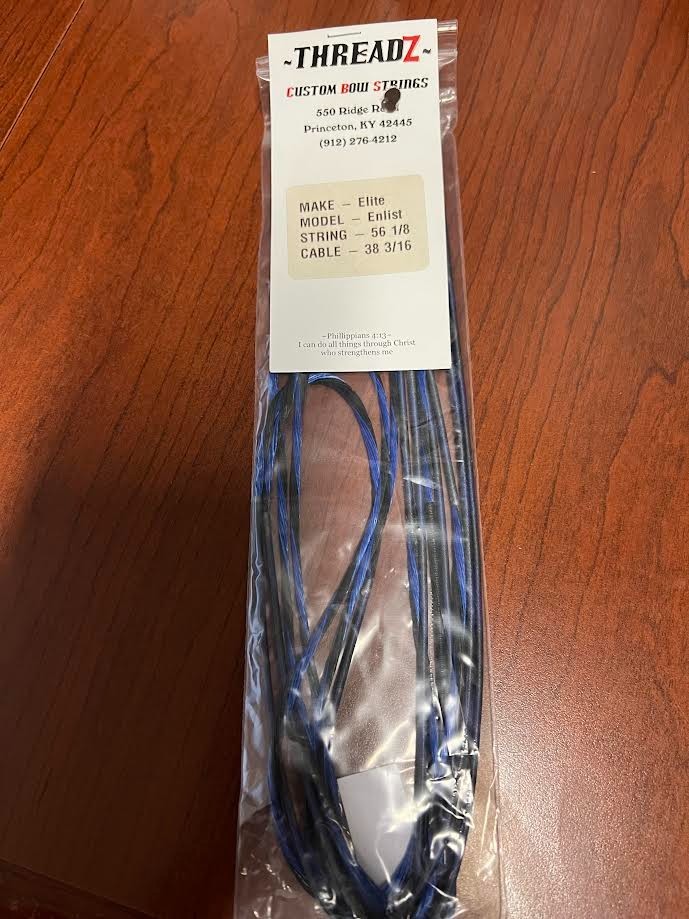 ~THREADZ~
CUSTOM BOW STRINGS
550 Ridge
Princeton, KY 42445
(912) 276-4212
MAKE – Elite
MODEL – Enlist
STRING – 56 1/8
CABLE – 38 3/16
~Phillippians 4:13~
I can do all things through Christ
who strengthens me